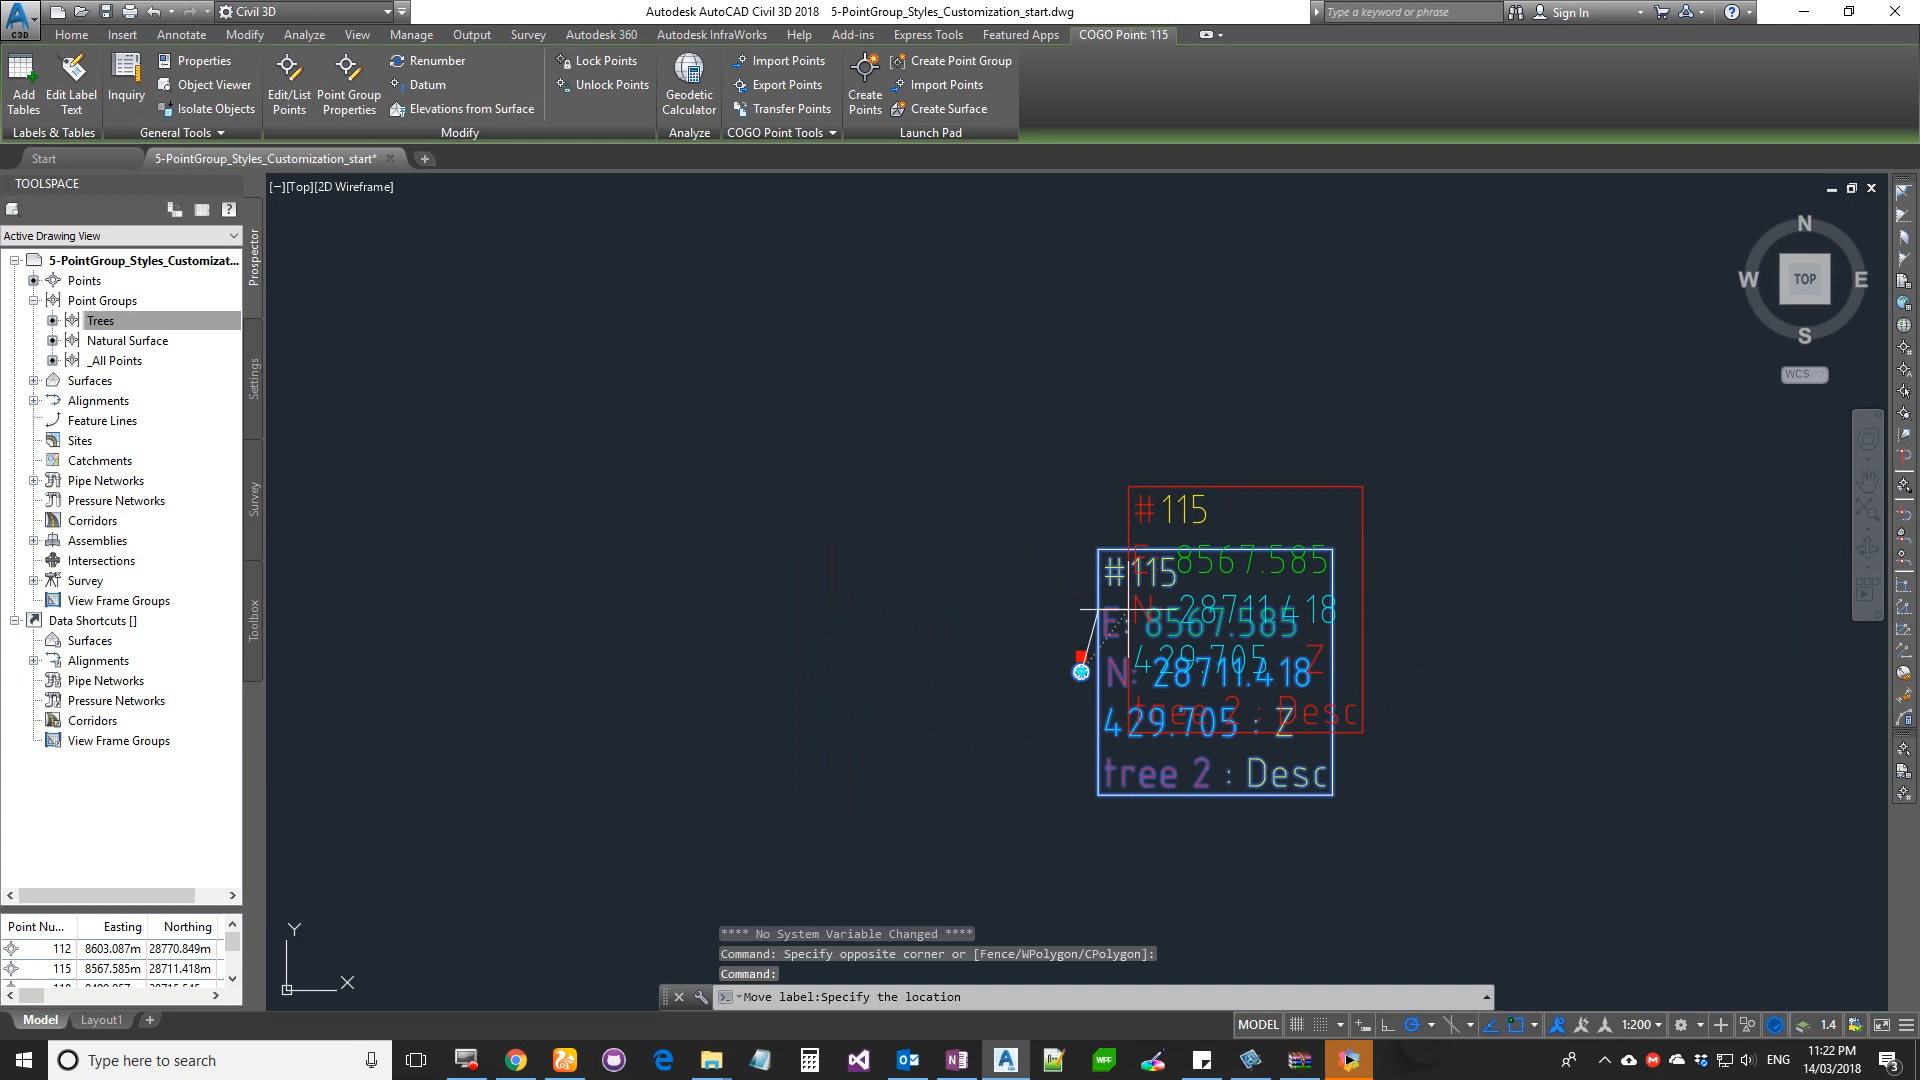 Civil 3D
Autodesk AutoCAD Civil 3D 2018 5-PointGroup_Styles_Customization_start.dwg
Type a keyword or phrase
Sign In
C3D
Home Insert Annotate Analyze Modify View Manage Output Survey Autodesk 360 Autodesk InfraWorks Help Add-ins Express Tools Featured Apps COGO Point: 115
Add Tables
Edit Label Text
Labels & Tables
Inquiry
Properties
Object Viewer
Isolate Objects
General Tools
Edit/List Points
Point Group Properties
Renumber
Datum
Elevations from Surface
Lock Points
Unlock Points
Modify
Geodetic Calculator
Analyze
Import Points
Export Points
Transfer Points
COGO Point Tools
Create Points
Create Point Group
Import Points
Create Surface
Launch Pad
Start
5-PointGroup_Styles_Customization_start*
TOOLSPACE
Active Drawing View
5-PointGroup_Styles_Customizat...
Points
Point Groups
Trees
Natural Surface
_All Points
Surfaces
Alignments
Feature Lines
Sites
Catchments
Pipe Networks
Pressure Networks
Corridors
Assemblies
Intersections
Survey
View Frame Groups
Data Shortcuts []
Surfaces
Alignments
Pipe Networks
Pressure Networks
Corridors
View Frame Groups
Prospector
Settings
Survey
Toolbox
Point Nu... Easting Northing
112 8603.087m 28770.849m
115 8567.585m 28711.418m
[−][Top][2D Wireframe]
N
W TOP E
S
WCS
#115
8567.585
N: 28711.418
429.705 Z
tree 2 : Desc
#115
E: 8567.585
N: 28711.418
429.705 : Z
tree 2 : Desc
Y
X
**** No System Variable Changed ****
Command: Specify opposite corner or [Fence/WPolygon/CPolygon]:
Command:
Move label:Specify the location
Model Layout1
MODEL 1:200 1.4
Type here to search
ENG
11:22 PM
14/03/2018
3